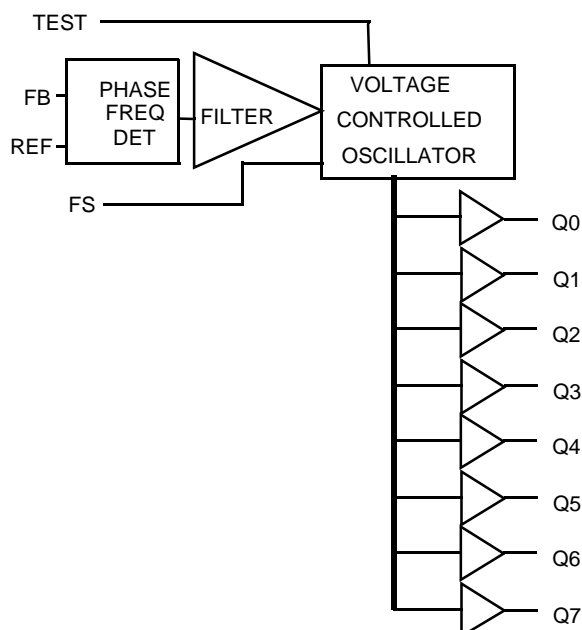 TEST
FB
REF
PHASE
FREQ
DET
FILTER
VOLTAGE
CONTROLLED
OSCILLATOR
FS
Q0
Q1
Q2
Q3
Q4
Q5
Q6
Q7